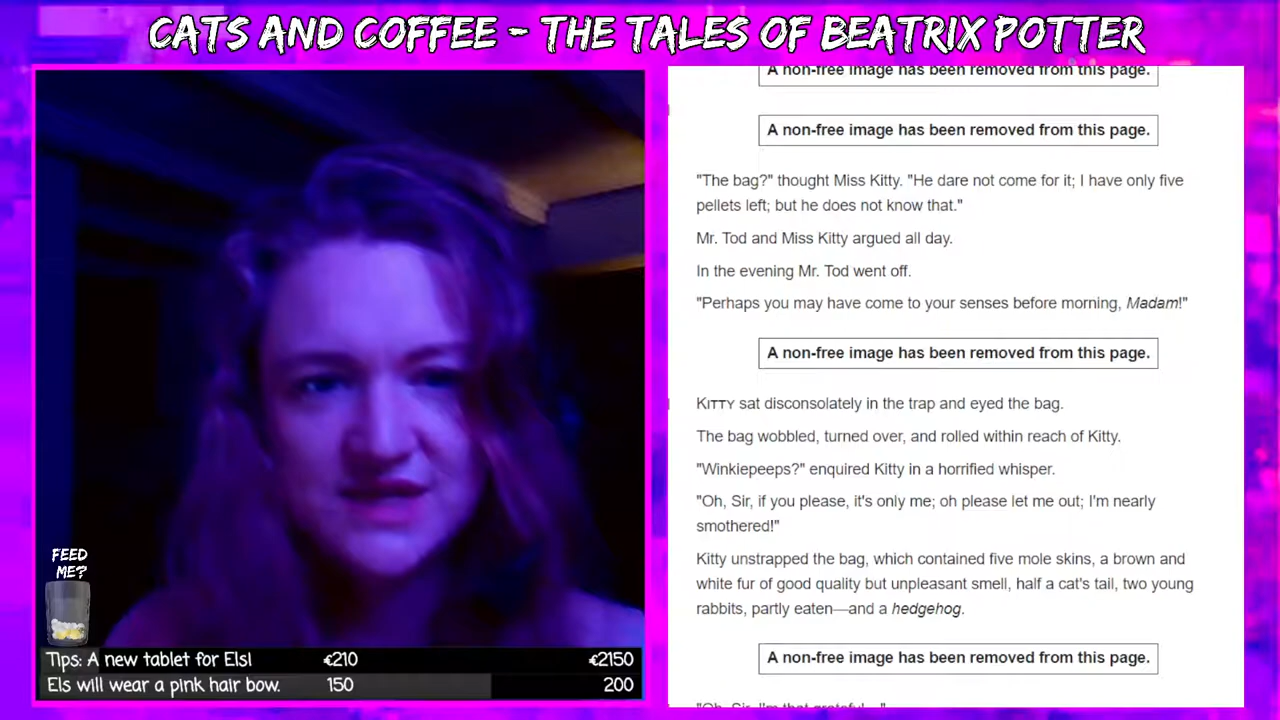 CATS AND COFFEE - THE TALES OF BEATRIX POTTER
A non-free image has been removed from this page.
A non-free image has been removed from this page.
"The bag?" thought Miss Kitty. "He dare not come for it; I have only five
pellets left; but he does not know that."
Mr. Tod and Miss Kitty argued all day.
In the evening Mr. Tod went off.
"Perhaps you may have come to your senses before morning, Madam!"
A non-free image has been removed from this page.
KITTY sat disconsolately in the trap and eyed the bag.
The bag wobbled, turned over, and rolled within reach of Kitty.
"Winkiepeeps?" enquired Kitty in a horrified whisper.
"Oh, Sir, if you please, it's only me; oh please let me out; I'm nearly
smothered!"
Kitty unstrapped the bag, which contained five mole skins, a brown and
white fur of good quality but unpleasant smell, half a cat's tail, two young
rabbits, partly eaten—and a hedgehog.
A non-free image has been removed from this page.
"Oh, Sir, I'm that grateful—"
FEED
ME?
Tips: A new tablet for Els! €210 €2150
Els will wear a pink hair bow. 150 200